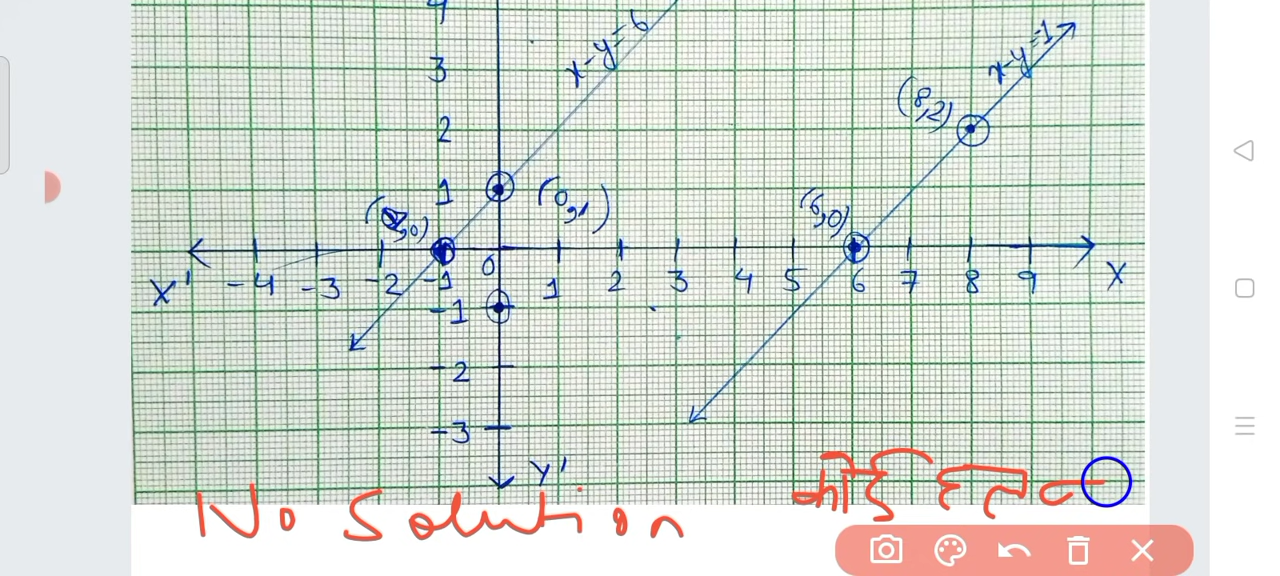 4
x-y=6
x-y=1
3
(8,2)
2
1
(0,1)
(6,0)
X' -4 -3 -2 -1 0 1 2 3 4 5 6 7 8 9 X
-1
-2
-3
Y'
No Solution
कोई हल न